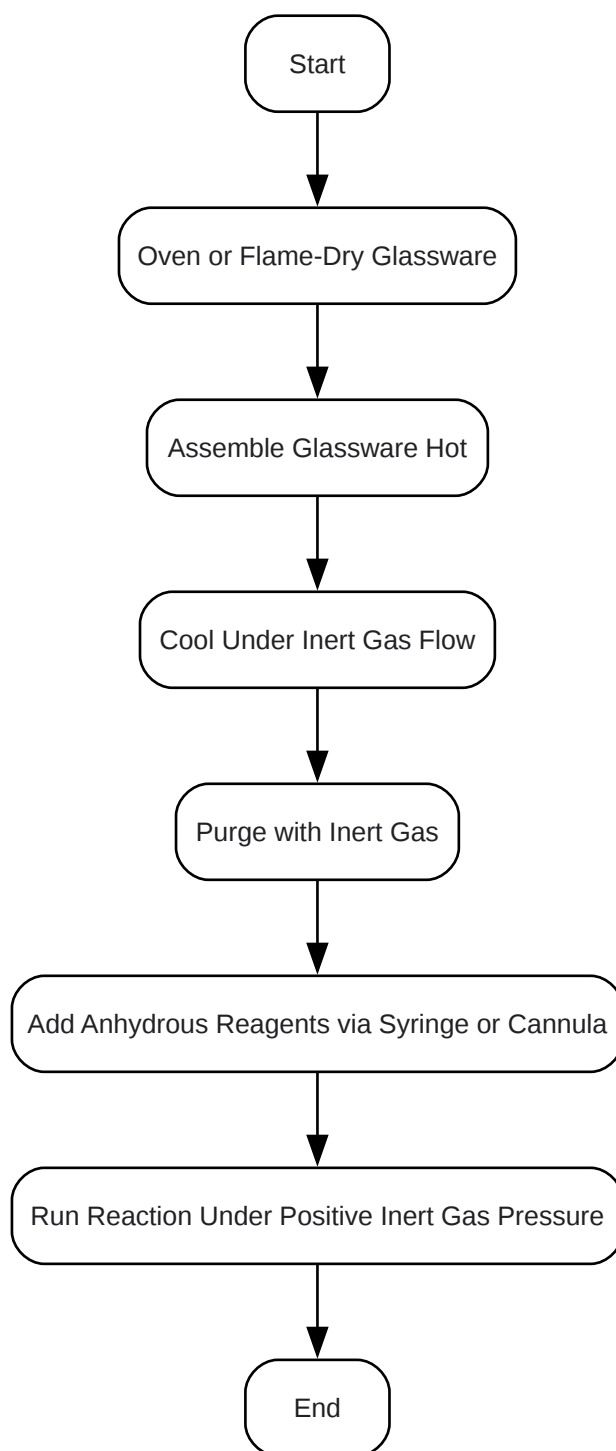 Start
Oven or Flame-Dry Glassware
Assemble Glassware Hot
Cool Under Inert Gas Flow
Purge with Inert Gas
Add Anhydrous Reagents via Syringe or Cannula
Run Reaction Under Positive Inert Gas Pressure
End